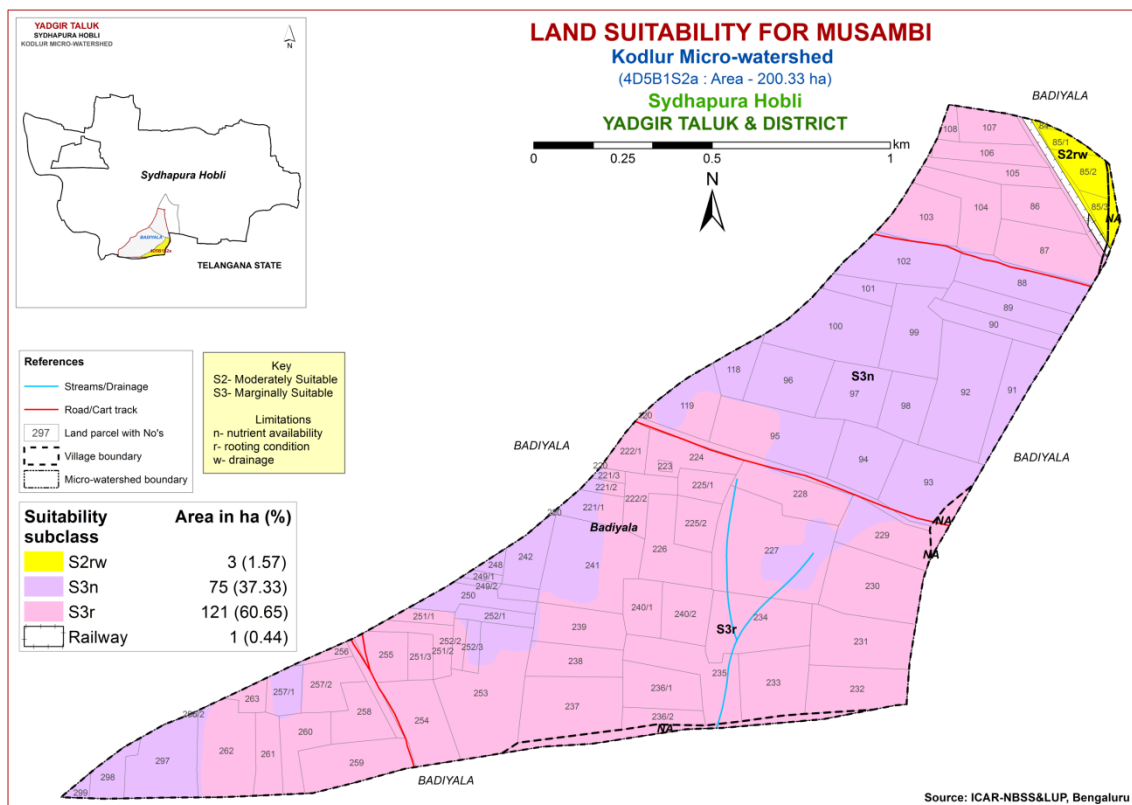 YADGIR TALUK
SYDHAPURA HOBLI
KODLUR MICRO-WATERSHED
N
Sydhapura Hobli
BADIYALA
4D5B1S2a
TELANGANA STATE
LAND SUITABILITY FOR MUSAMBI
Kodlur Micro-watershed
(4D5B1S2a : Area - 200.33 ha)
Sydhapura Hobli
YADGIR TALUK & DISTRICT
km
0 0.25 0.5 1
N
BADIYALA
108 107 85/1
S2rw
106 85/2
105
104 86 85/3
103 NA
87
102 88
101 89
100 99 90
118 S3n
96 97 98 92 91
119
120 95
94
93
BADIYALA
BADIYALA
222/1 224
220 223
221/3 225/1
221/2 222/2 228
221/1 NA
Badiyala 225/2 229
NA
242 226 227
248 241
249/1 230
249/2
250
251/1 252/1 240/1 240/2 234
239 S3r 231
252/2
256 255 251/3 251/2 252/3
238 235
257/1 257/2 253 236/1 233 232
263
258 254 237 236/2
NA
262 261 260
297 259
298
299
BADIYALA
References
Streams/Drainage
Road/Cart track
297 Land parcel with No's
Village boundary
Micro-watershed boundary
Key
S2- Moderately Suitable
S3- Marginally Suitable
Limitations
n- nutrient availability
r- rooting condition
w- drainage
Suitability subclass Area in ha (%)
S2rw 3 (1.57)
S3n 75 (37.33)
S3r 121 (60.65)
Railway 1 (0.44)
Source: ICAR-NBSS&LUP, Bengaluru